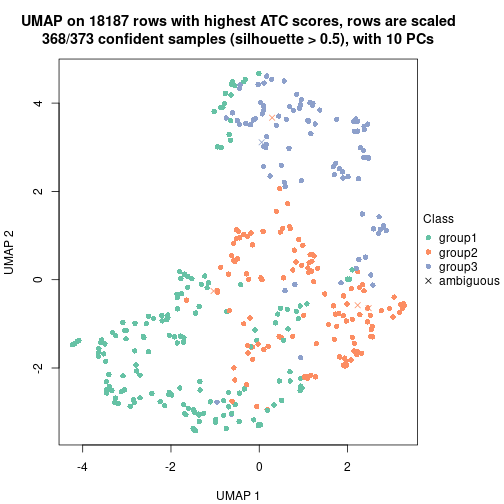 UMAP on 18187 rows with highest ATC scores, rows are scaled
368/373 confident samples (silhouette > 0.5), with 10 PCs
4
2
0
-2
UMAP 2
-4
-2
0
2
UMAP 1
Class
group1
group2
group3
ambiguous